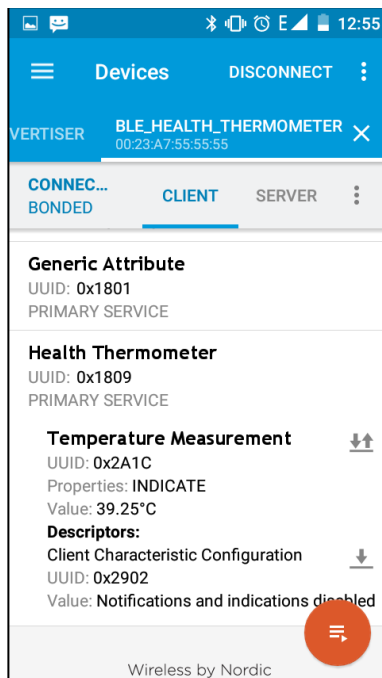 E 12:55
Devices DISCONNECT
VERTISER BLE_HEALTH_THERMOMETER
00:23:A7:55:55:55
CONNEC... CLIENT SERVER
BONDED
Generic Attribute
UUID: 0x1801
PRIMARY SERVICE
Health Thermometer
UUID: 0x1809
PRIMARY SERVICE
Temperature Measurement
UUID: 0x2A1C
Properties: INDICATE
Value: 39.25°C
Descriptors:
Client Characteristic Configuration
UUID: 0x2902
Value: Notifications and indications disabled
Wireless by Nordic